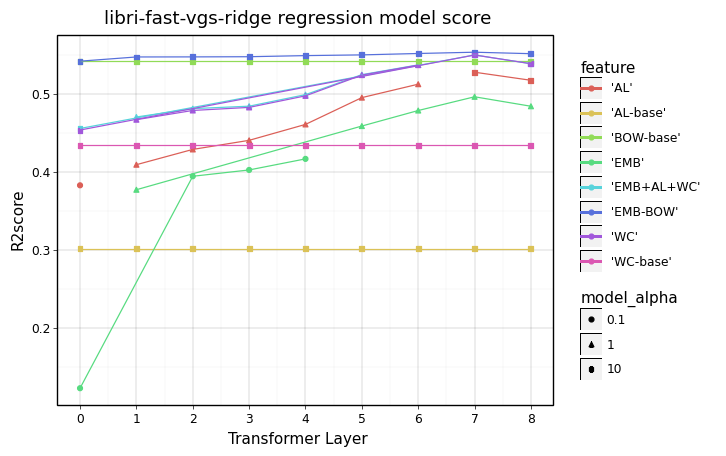 libri-fast-vgs-ridge regression model score
R2score
0.5
0.4
0.3
0.2
0 1 2 3 4 5 6 7 8
Transformer Layer
feature
'AL'
'AL-base'
'BOW-base'
'EMB'
'EMB+AL+WC'
'EMB-BOW'
'WC'
'WC-base'
model_alpha
0.1
1
10